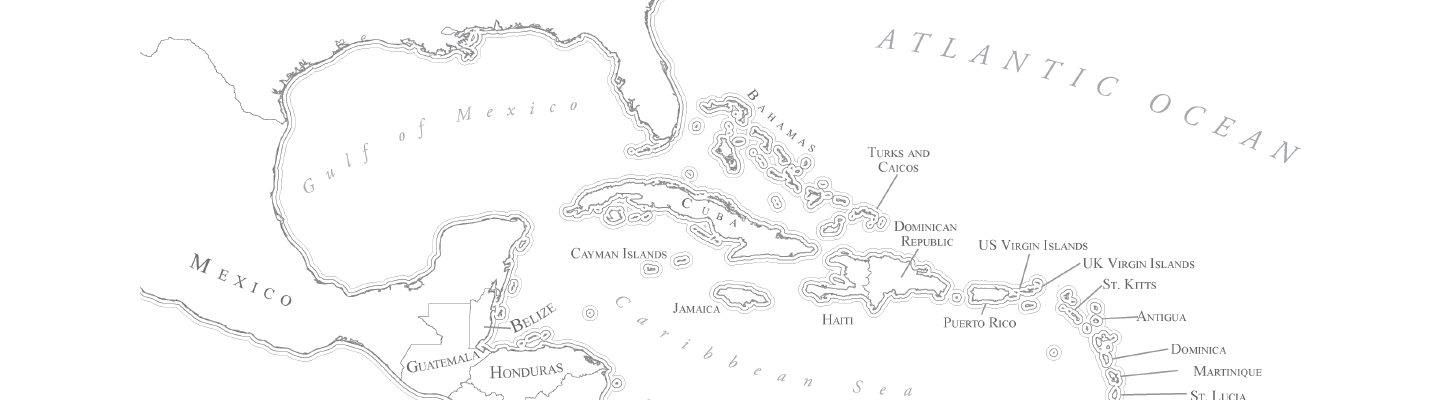 ATLANTIC OCEAN
Gulf of Mexico
BAHAMAS
TURKS AND
CAICOS
CUBA
DOMINICAN
REPUBLIC
US VIRGIN ISLANDS
CAYMAN ISLANDS
UK VIRGIN ISLANDS
MEXICO
ST. KITTS
Caribbean Sea
JAMAICA
HAITI
PUERTO RICO
ANTIGUA
BELIZE
DOMINICA
GUATEMALA
HONDURAS
MARTINIQUE
ST. LUCIA